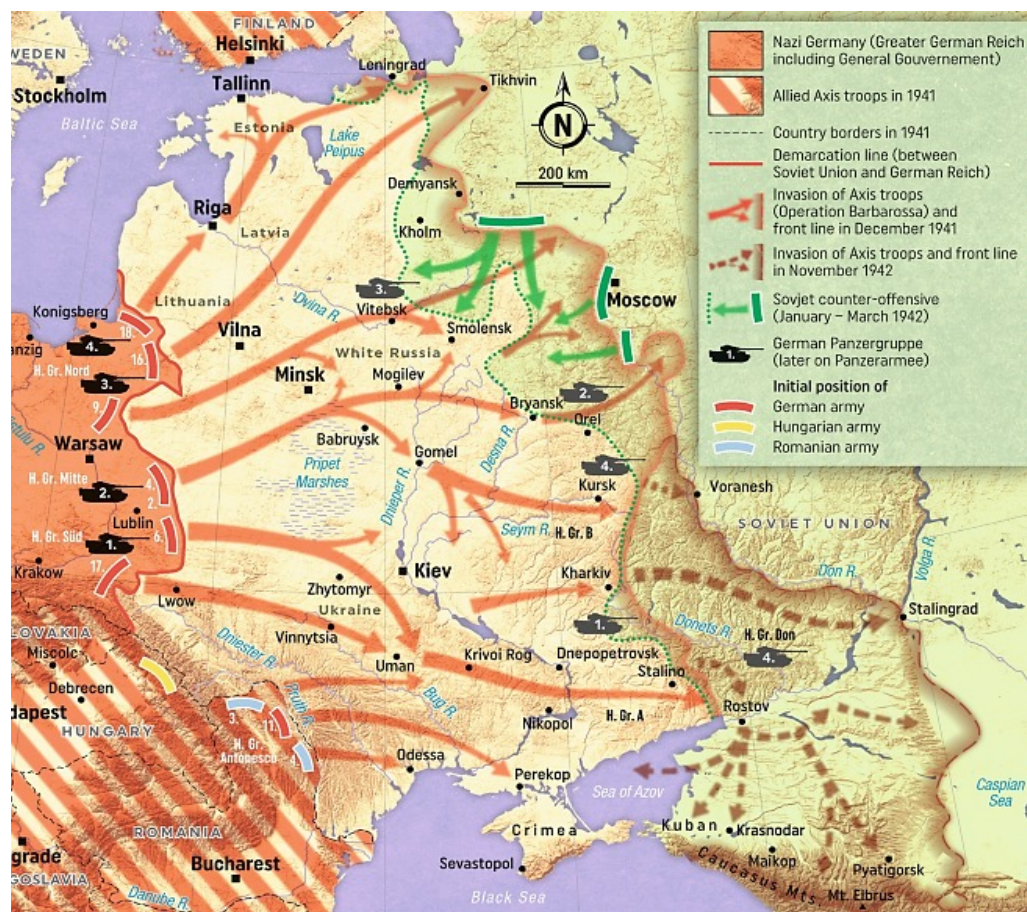 FINLAND
Helsinki
WEDEN
Stockholm
Tallinn
Leningrad
Tikhvin
Baltic Sea
Estonia
Lake
Peipus
N
200 km
Demyansk
Kholm
Riga
Latvia
Lithuania
Dvina R.
3.
Vitebsk
Smolensk
Moscow
Konigsberg
anzig
18.
4.
16.
H. Gr. Nord
3.
9.
Vilna
White Russia
Minsk
Mogilev
2.
Bryansk
Orel
Warsaw
Babruysk
Gomel
Desna R.
4.
Kursk
Voranesh
H. Gr. Mitte
2.
4.
2.
Pripet
Marshes
Dnieper R.
Seym R.
H. Gr. B
SOVIET UNION
Lublin
H. Gr. Süd
1.
6.
Krakow
17.
Kiev
Kharkiv
Don R.
Volga R.
Lwow
Zhytomyr
Ukraine
Vinnytsia
1.
Donets R.
H. Gr. Don
4.
Stalingrad
LOVAKIA
Miscolc
Dniester R.
Uman
Krivoi Rog
Dnepopetrovsk
Stalino
Debrecen
dapest
HUNGARY
Pruth R.
3.
11.
H. Gr.
Antonescu
4.
Bug R.
Nikopol
H. Gr. A
Rostov
Odessa
Perekop
Sea of Azov
Caspian
Sea
Crimea
Kuban
Krasnodar
Maikop
Pyatigorsk
Caucasus Mts.
Mt. Elbrus
ROMANIA
grade
GOSLAVIA
Bucharest
Danube R.
Sevastopol
Black Sea
Nazi Germany (Greater German Reich
including General Gouvernement)
Allied Axis troops in 1941
Country borders in 1941
Demarcation line (between
Soviet Union and German Reich)
Invasion of Axis troops
(Operation Barbarossa) and
front line in December 1941
Invasion of Axis troops and front line
in November 1942
Sovjet counter-offensive
(January – March 1942)
1.
German Panzergruppe
(later on Panzerarmee)
Initial position of
German army
Hungarian army
Romanian army